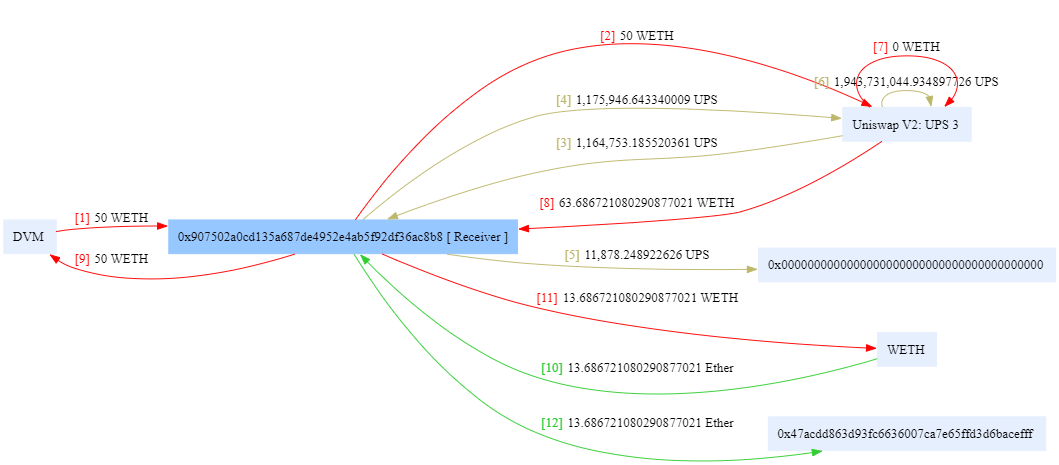 [2] 50 WETH
[7] 0 WETH
[6] 1,943,731,044.934897726 UPS
[4] 1,175,946.643340009 UPS
Uniswap V2: UPS 3
[3] 1,164,753.185520361 UPS
[8] 63.686721080290877021 WETH
[1] 50 WETH
DVM
0x907502a0cd135a687de4952e4ab5f92df36ac8b8 [ Receiver ]
[9] 50 WETH
[5] 11,878.248922626 UPS
0x0000000000000000000000000000000000000000
[11] 13.686721080290877021 WETH
WETH
[10] 13.686721080290877021 Ether
[12] 13.686721080290877021 Ether
0x47acdd863d93fc6636007ca7e65ffd3d6bacefff